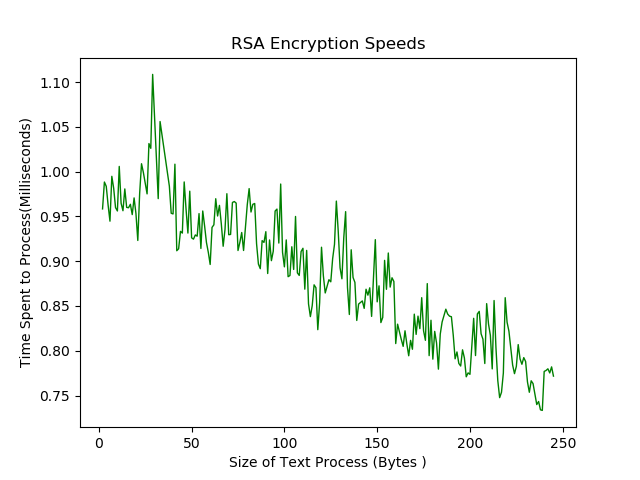 RSA Encryption Speeds
1.10
1.05
1.00
0.95
0.90
0.85
0.80
0.75
Time Spent to Process(Milliseconds)
0 50 100 150 200 250
Size of Text Process (Bytes )